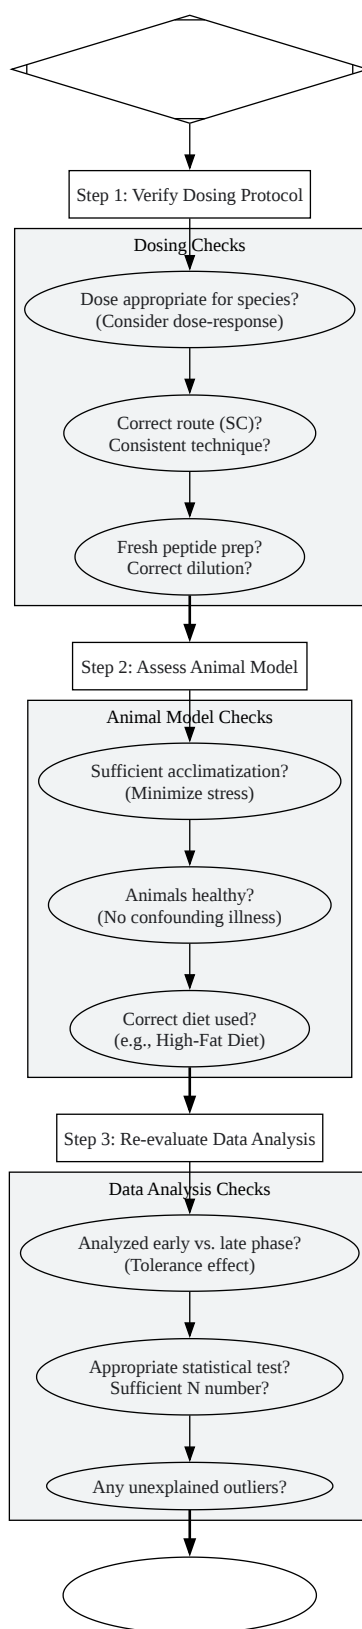 Step 1: Verify Dosing Protocol
Dosing Checks
Dose appropriate for species?
(Consider dose-response)
Correct route (SC)?
Consistent technique?
Fresh peptide prep?
Correct dilution?
Step 2: Assess Animal Model
Animal Model Checks
Sufficient acclimatization?
(Minimize stress)
Animals healthy?
(No confounding illness)
Correct diet used?
(e.g., High-Fat Diet)
Step 3: Re-evaluate Data Analysis
Data Analysis Checks
Analyzed early vs. late phase?
(Tolerance effect)
Appropriate statistical test?
Sufficient N number?
Any unexplained outliers?